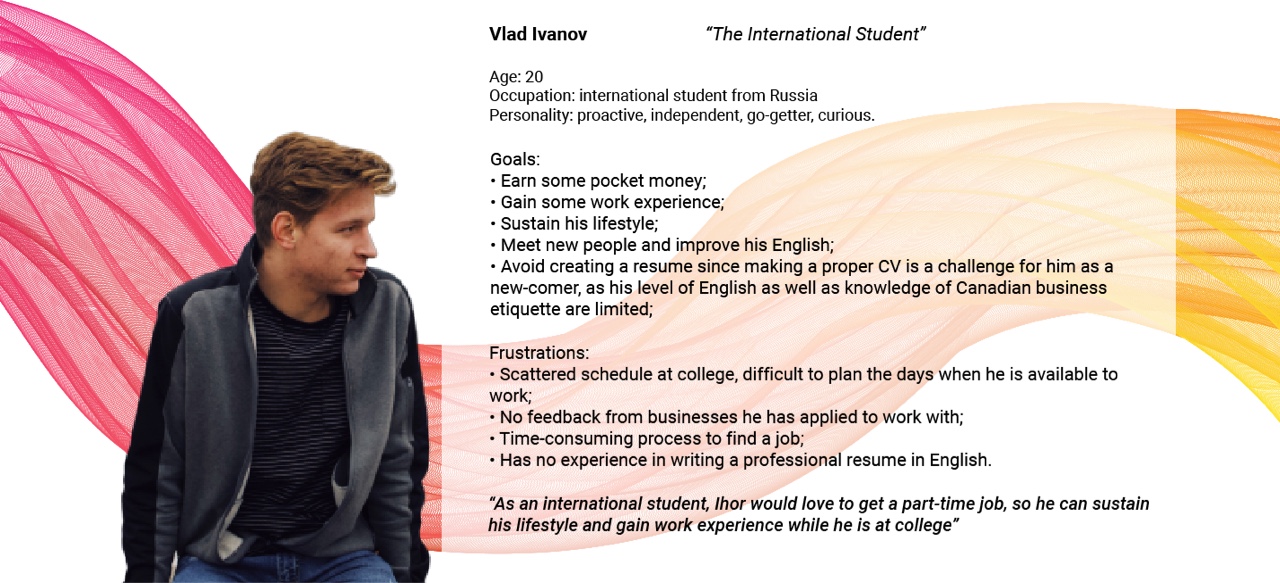 Vlad Ivanov “The International Student”
Age: 20
Occupation: international student from Russia
Personality: proactive, independent, go-getter, curious.
Goals:
• Earn some pocket money;
• Gain some work experience;
• Sustain his lifestyle;
• Meet new people and improve his English;
• Avoid creating a resume since making a proper CV is a challenge for him as a
new-comer, as his level of English as well as knowledge of Canadian business
etiquette are limited;
Frustrations:
• Scattered schedule at college, difficult to plan the days when he is available to
work;
• No feedback from businesses he has applied to work with;
• Time-consuming process to find a job;
• Has no experience in writing a professional resume in English.
“As an international student, Ihor would love to get a part-time job, so he can sustain
his lifestyle and gain work experience while he is at college”